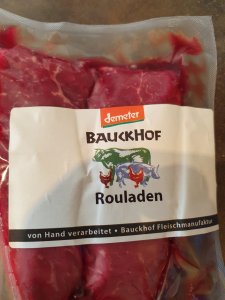 demeter
BAUCKHOF
Rouladen
von Hand verarbeitet • Bauckhof Fleischmanufaktur